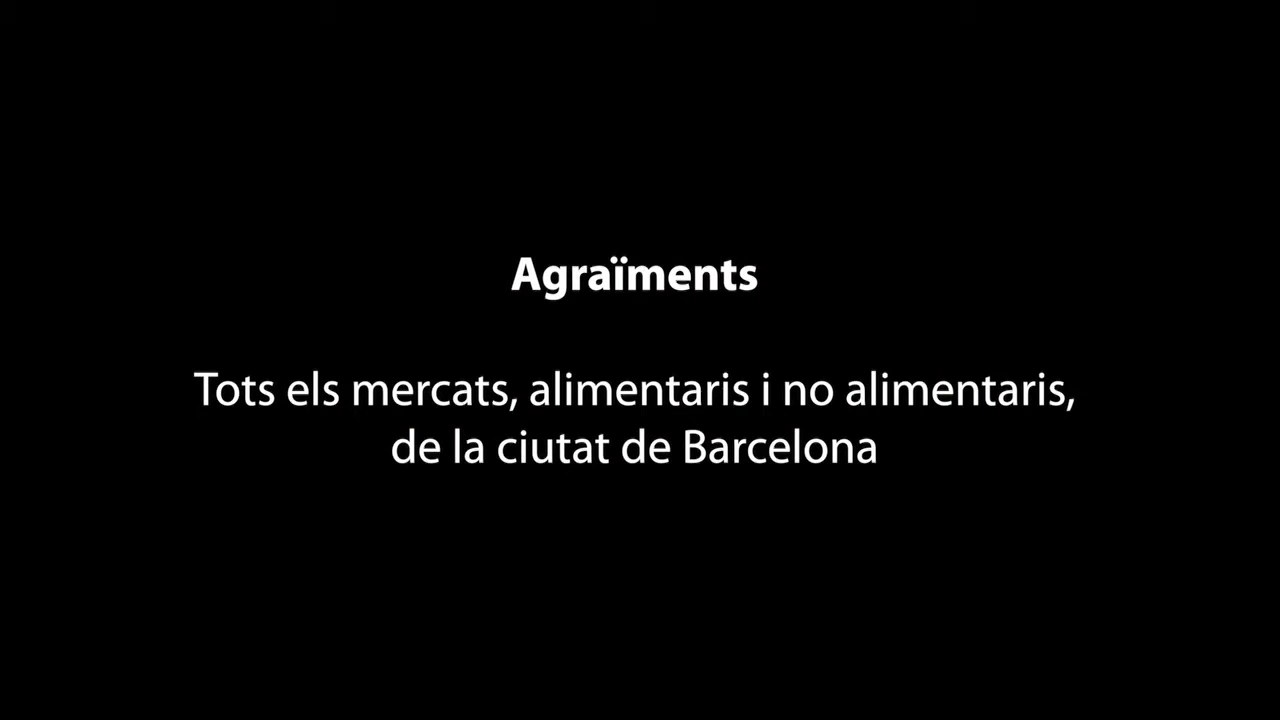 Agraïments
Tots els mercats, alimentaris i no alimentaris,
de la ciutat de Barcelona